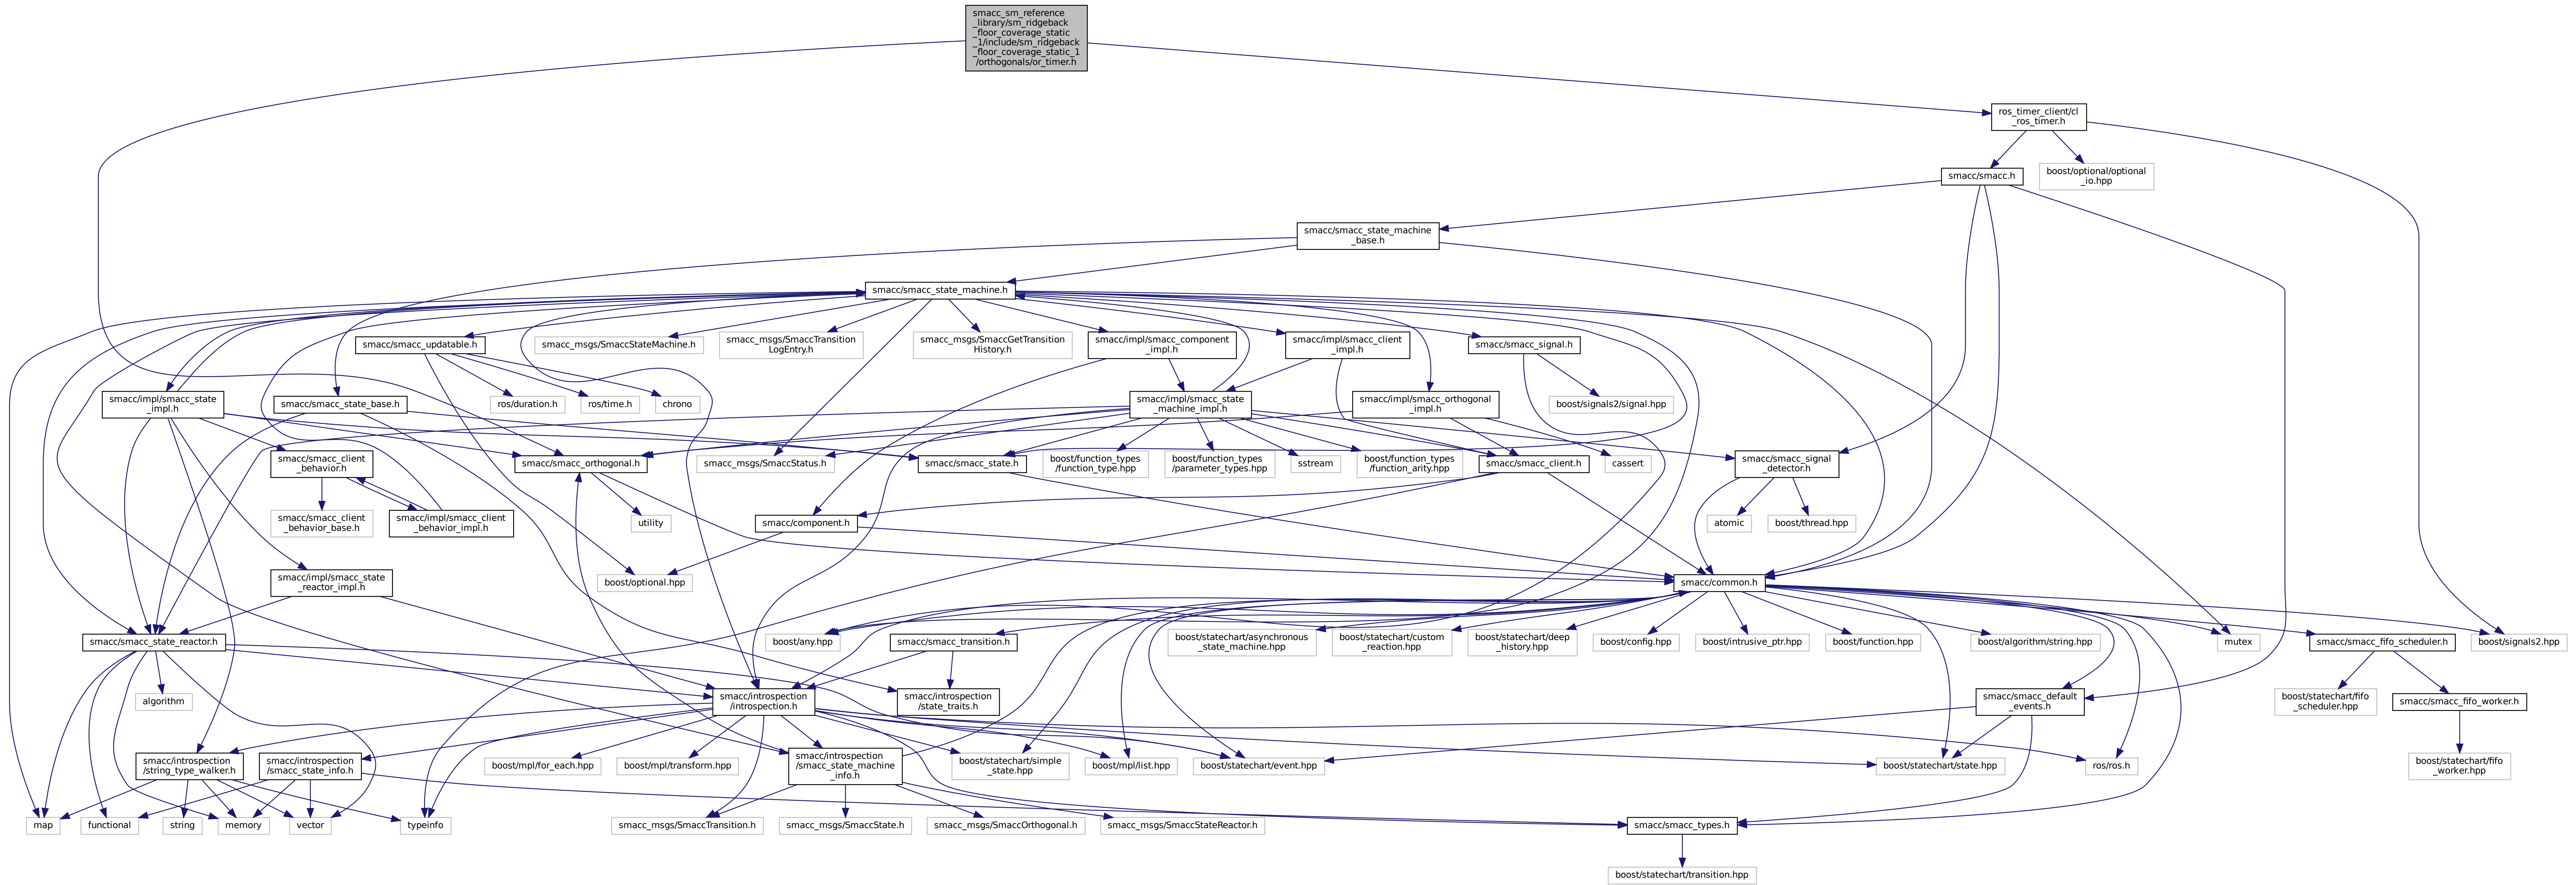 smacc_sm_reference
_library/sm_ridgeback
_floor_coverage_static
_1/include/sm_ridgeback
_floor_coverage_static_1
/orthogonals/or_timer.h
ros_timer_client/cl
_ros_timer.h
smacc/smacc.h
boost/optional/optional
_io.hpp
smacc/smacc_state_machine
_base.h
smacc/smacc_state_machine.h
smacc/smacc_updatable.h
smacc_msgs/SmaccStateMachine.h
smacc_msgs/SmaccTransition
LogEntry.h
smacc_msgs/SmaccGetTransition
History.h
smacc/impl/smacc_component
_impl.h
smacc/impl/smacc_client
_impl.h
smacc/smacc_signal.h
smacc/impl/smacc_state
_impl.h
smacc/smacc_state_base.h
ros/duration.h
ros/time.h
chrono
smacc/impl/smacc_state
_machine_impl.h
smacc/impl/smacc_orthogonal
_impl.h
boost/signals2/signal.hpp
smacc/smacc_client
_behavior.h
smacc/smacc_orthogonal.h
smacc_msgs/SmaccStatus.h
smacc/smacc_state.h
boost/function_types
/function_type.hpp
boost/function_types
/parameter_types.hpp
sstream
boost/function_types
/function_arity.hpp
smacc/smacc_client.h
cassert
smacc/smacc_signal
_detector.h
smacc/smacc_client
_behavior_base.h
smacc/impl/smacc_client
_behavior_impl.h
utility
smacc/component.h
atomic
boost/thread.hpp
smacc/impl/smacc_state
_reactor_impl.h
boost/optional.hpp
smacc/common.h
smacc/smacc_state_reactor.h
boost/any.hpp
smacc/smacc_transition.h
boost/statechart/asynchronous
_state_machine.hpp
boost/statechart/custom
_reaction.hpp
boost/statechart/deep
_history.hpp
boost/config.hpp
boost/intrusive_ptr.hpp
boost/function.hpp
boost/algorithm/string.hpp
mutex
smacc/smacc_fifo_scheduler.h
boost/signals2.hpp
algorithm
smacc/introspection
/introspection.h
smacc/introspection
/state_traits.h
smacc/smacc_default
_events.h
boost/statechart/fifo
_scheduler.hpp
smacc/smacc_fifo_worker.h
smacc/introspection
/string_type_walker.h
smacc/introspection
/smacc_state_info.h
boost/mpl/for_each.hpp
boost/mpl/transform.hpp
smacc/introspection
/smacc_state_machine
_info.h
boost/statechart/simple
_state.hpp
boost/mpl/list.hpp
boost/statechart/event.hpp
boost/statechart/state.hpp
ros/ros.h
boost/statechart/fifo
_worker.hpp
map
functional
string
memory
vector
typeinfo
smacc_msgs/SmaccTransition.h
smacc_msgs/SmaccState.h
smacc_msgs/SmaccOrthogonal.h
smacc_msgs/SmaccStateReactor.h
smacc/smacc_types.h
boost/statechart/transition.hpp